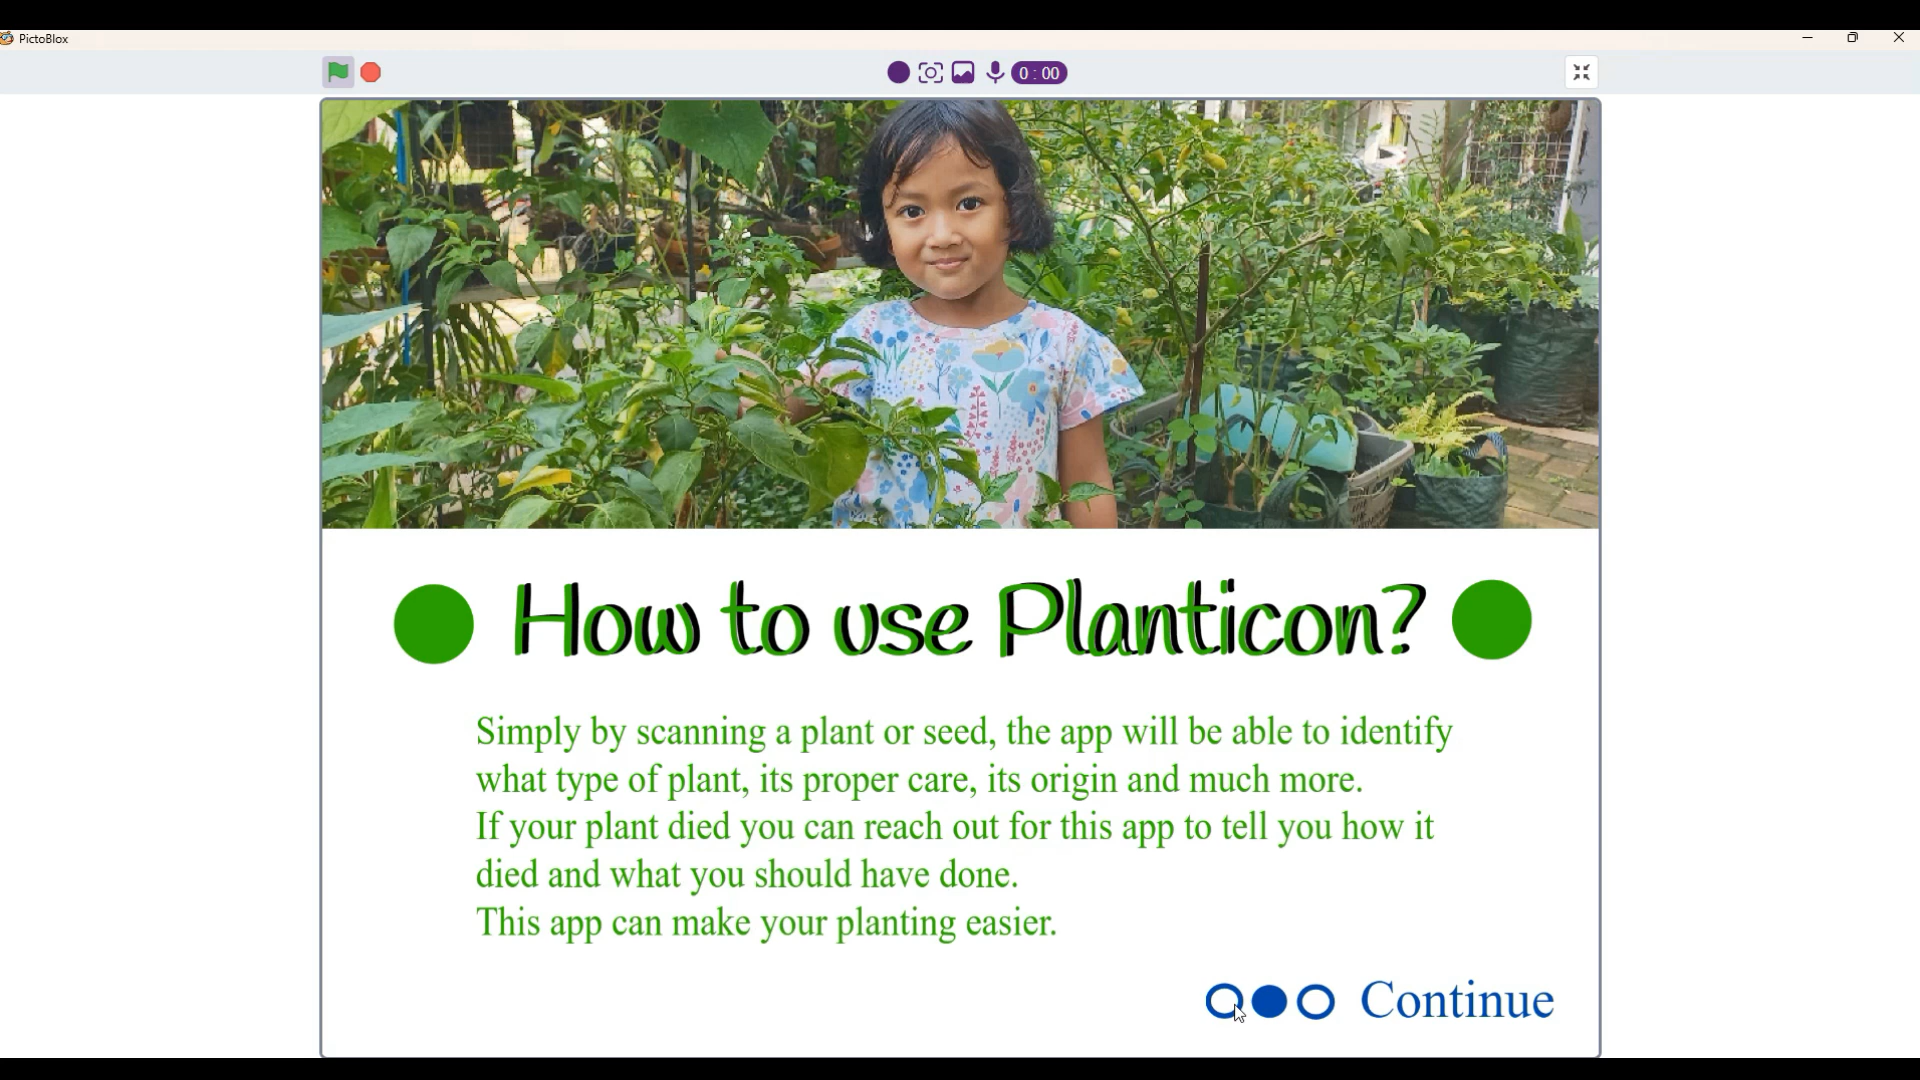 PictoBlox
0 : 00
How to use Planticon?
Simply by scanning a plant or seed, the app will be able to identify
what type of plant, its proper care, its origin and much more.
If your plant died you can reach out for this app to tell you how it
died and what you should have done.
This app can make your planting easier.
Continue